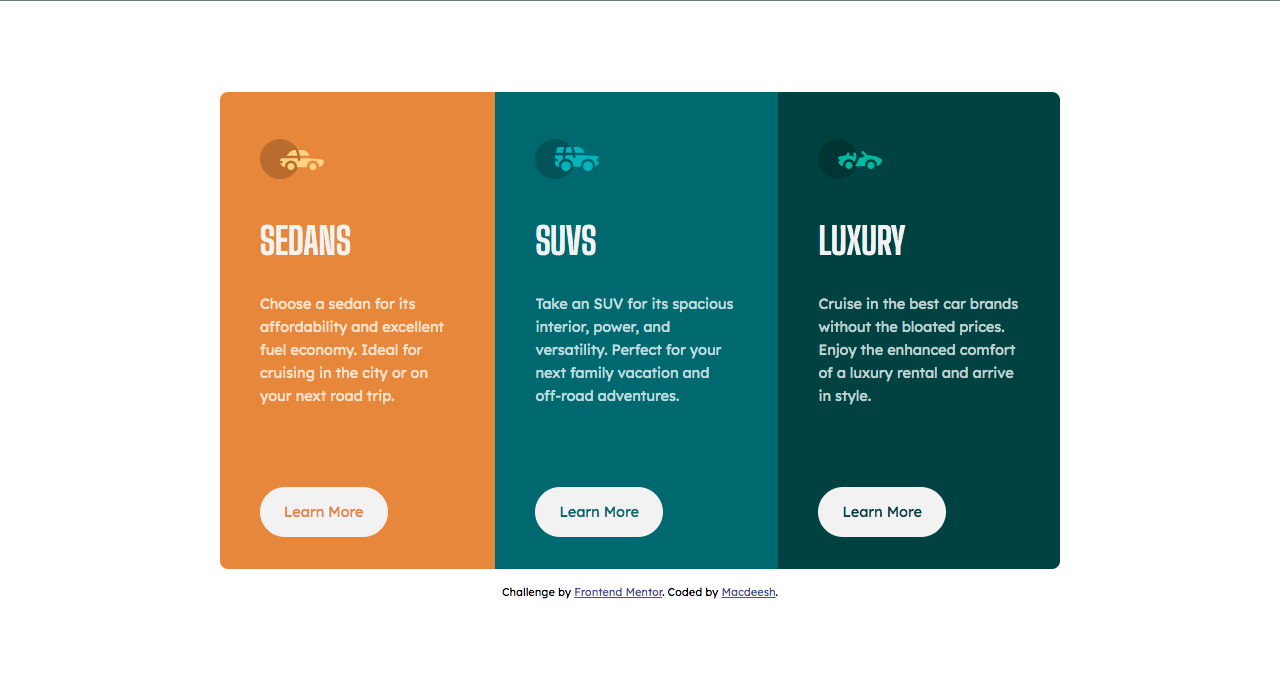 SEDANS
Choose a sedan for its
affordability and excellent
fuel economy. Ideal for
cruising in the city or on
your next road trip.
Learn More
SUVS
Take an SUV for its spacious
interior, power, and
versatility. Perfect for your
next family vacation and
off-road adventures.
Learn More
LUXURY
Cruise in the best car brands
without the bloated prices.
Enjoy the enhanced comfort
of a luxury rental and arrive
in style.
Learn More
Challenge by Frontend Mentor. Coded by Macdeesh.